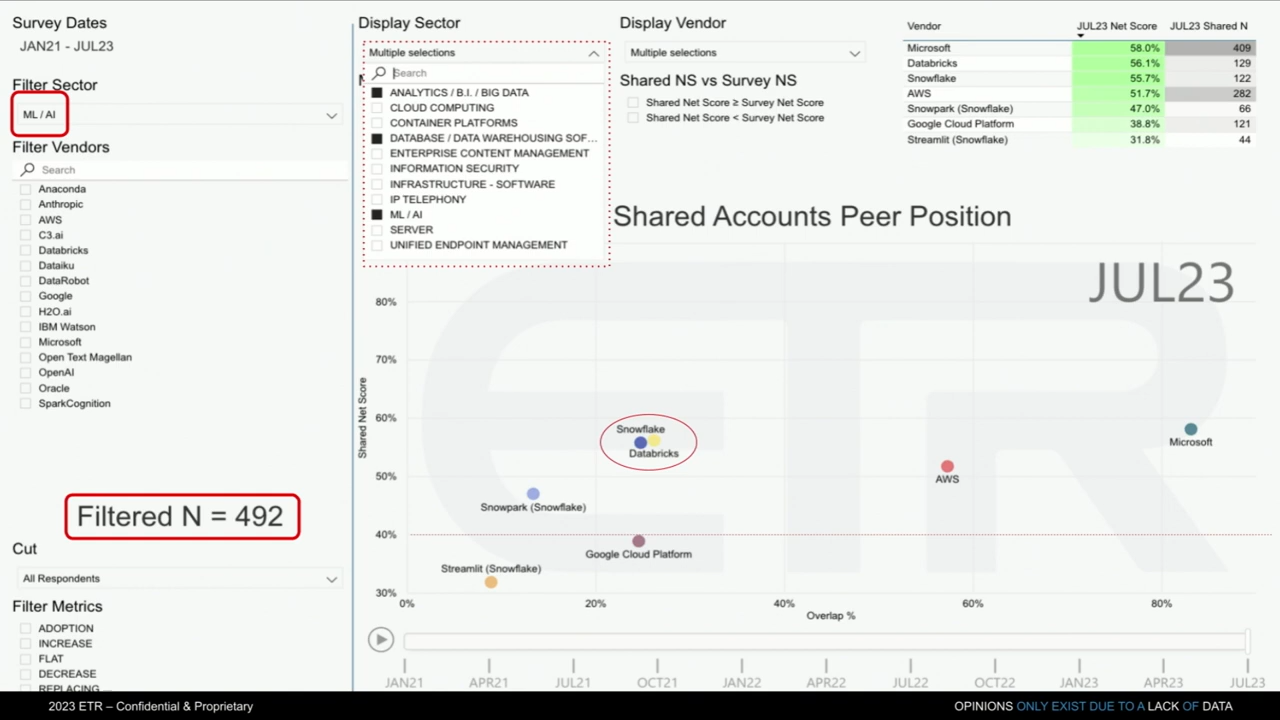 Survey Dates
JAN21 - JUL23
Filter Sector
ML / AI
Filter Vendors
Search
Anaconda
Anthropic
AWS
C3.ai
Databricks
Dataiku
DataRobot
Google
H2O.ai
IBM Watson
Microsoft
Open Text Magellan
OpenAI
Oracle
SparkCognition
Filtered N = 492
Cut
All Respondents
Filter Metrics
ADOPTION
INCREASE
FLAT
DECREASE
REPLACING
Display Sector
Multiple selections
Search
ANALYTICS / B.I. / BIG DATA
CLOUD COMPUTING
CONTAINER PLATFORMS
DATABASE / DATA WAREHOUSING SOF...
ENTERPRISE CONTENT MANAGEMENT
INFORMATION SECURITY
INFRASTRUCTURE - SOFTWARE
IP TELEPHONY
ML / AI
SERVER
UNIFIED ENDPOINT MANAGEMENT
Display Vendor
Multiple selections
Shared NS vs Survey NS
Shared Net Score ≥ Survey Net Score
Shared Net Score < Survey Net Score
Vendor JUL23 Net Score JUL23 Shared N
Microsoft 58.0% 409
Databricks 56.1% 129
Snowflake 55.7% 122
AWS 51.7% 282
Snowpark (Snowflake) 47.0% 66
Google Cloud Platform 38.8% 121
Streamlit (Snowflake) 31.8% 44
Shared Accounts Peer Position
ETR
JUL23
Shared Net Score
80%
70%
60%
50%
40%
30%
Snowflake
Databricks
Microsoft
AWS
Snowpark (Snowflake)
Google Cloud Platform
Streamlit (Snowflake)
0% 20% 40% 60% 80%
Overlap %
JAN21 APR21 JUL21 OCT21 JAN22 APR22 JUL22 OCT22 JAN23 APR23 JUL23
2023 ETR – Confidential & Proprietary
OPINIONS ONLY EXIST DUE TO A LACK OF DATA